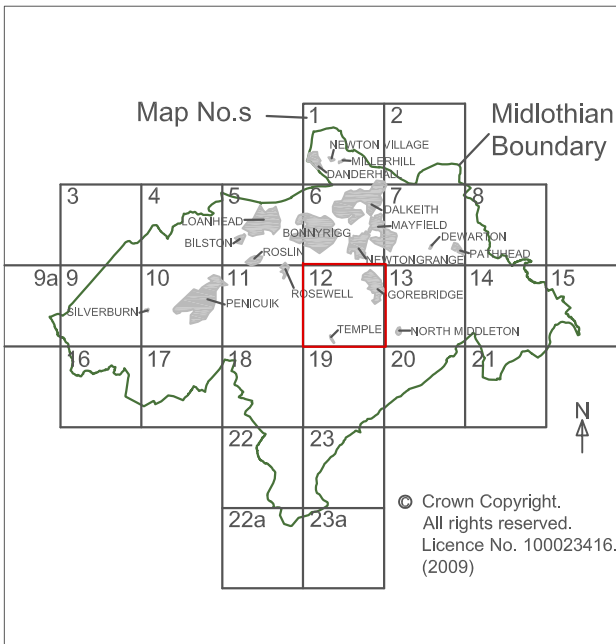 Map No.s
Midlothian
Boundary
1
2
NEWTON VILLAGE
MILLERHILL
DANDERHALL
3
4
5
6
7
8
LOANHEAD
DALKEITH
BONNYRIGG
MAYFIELD
BILSTON
DEWARTON
ROSLIN
PATHHEAD
NEWTONGRANGE
9a
9
10
11
12
13
14
15
ROSEWELL
GOREBRIDGE
PENICUIK
SILVERBURN
TEMPLE
NORTH MIDDLETON
16
17
18
19
20
21
N
22
23
© Crown Copyright.
All rights reserved.
Licence No. 100023416.
(2009)
22a
23a